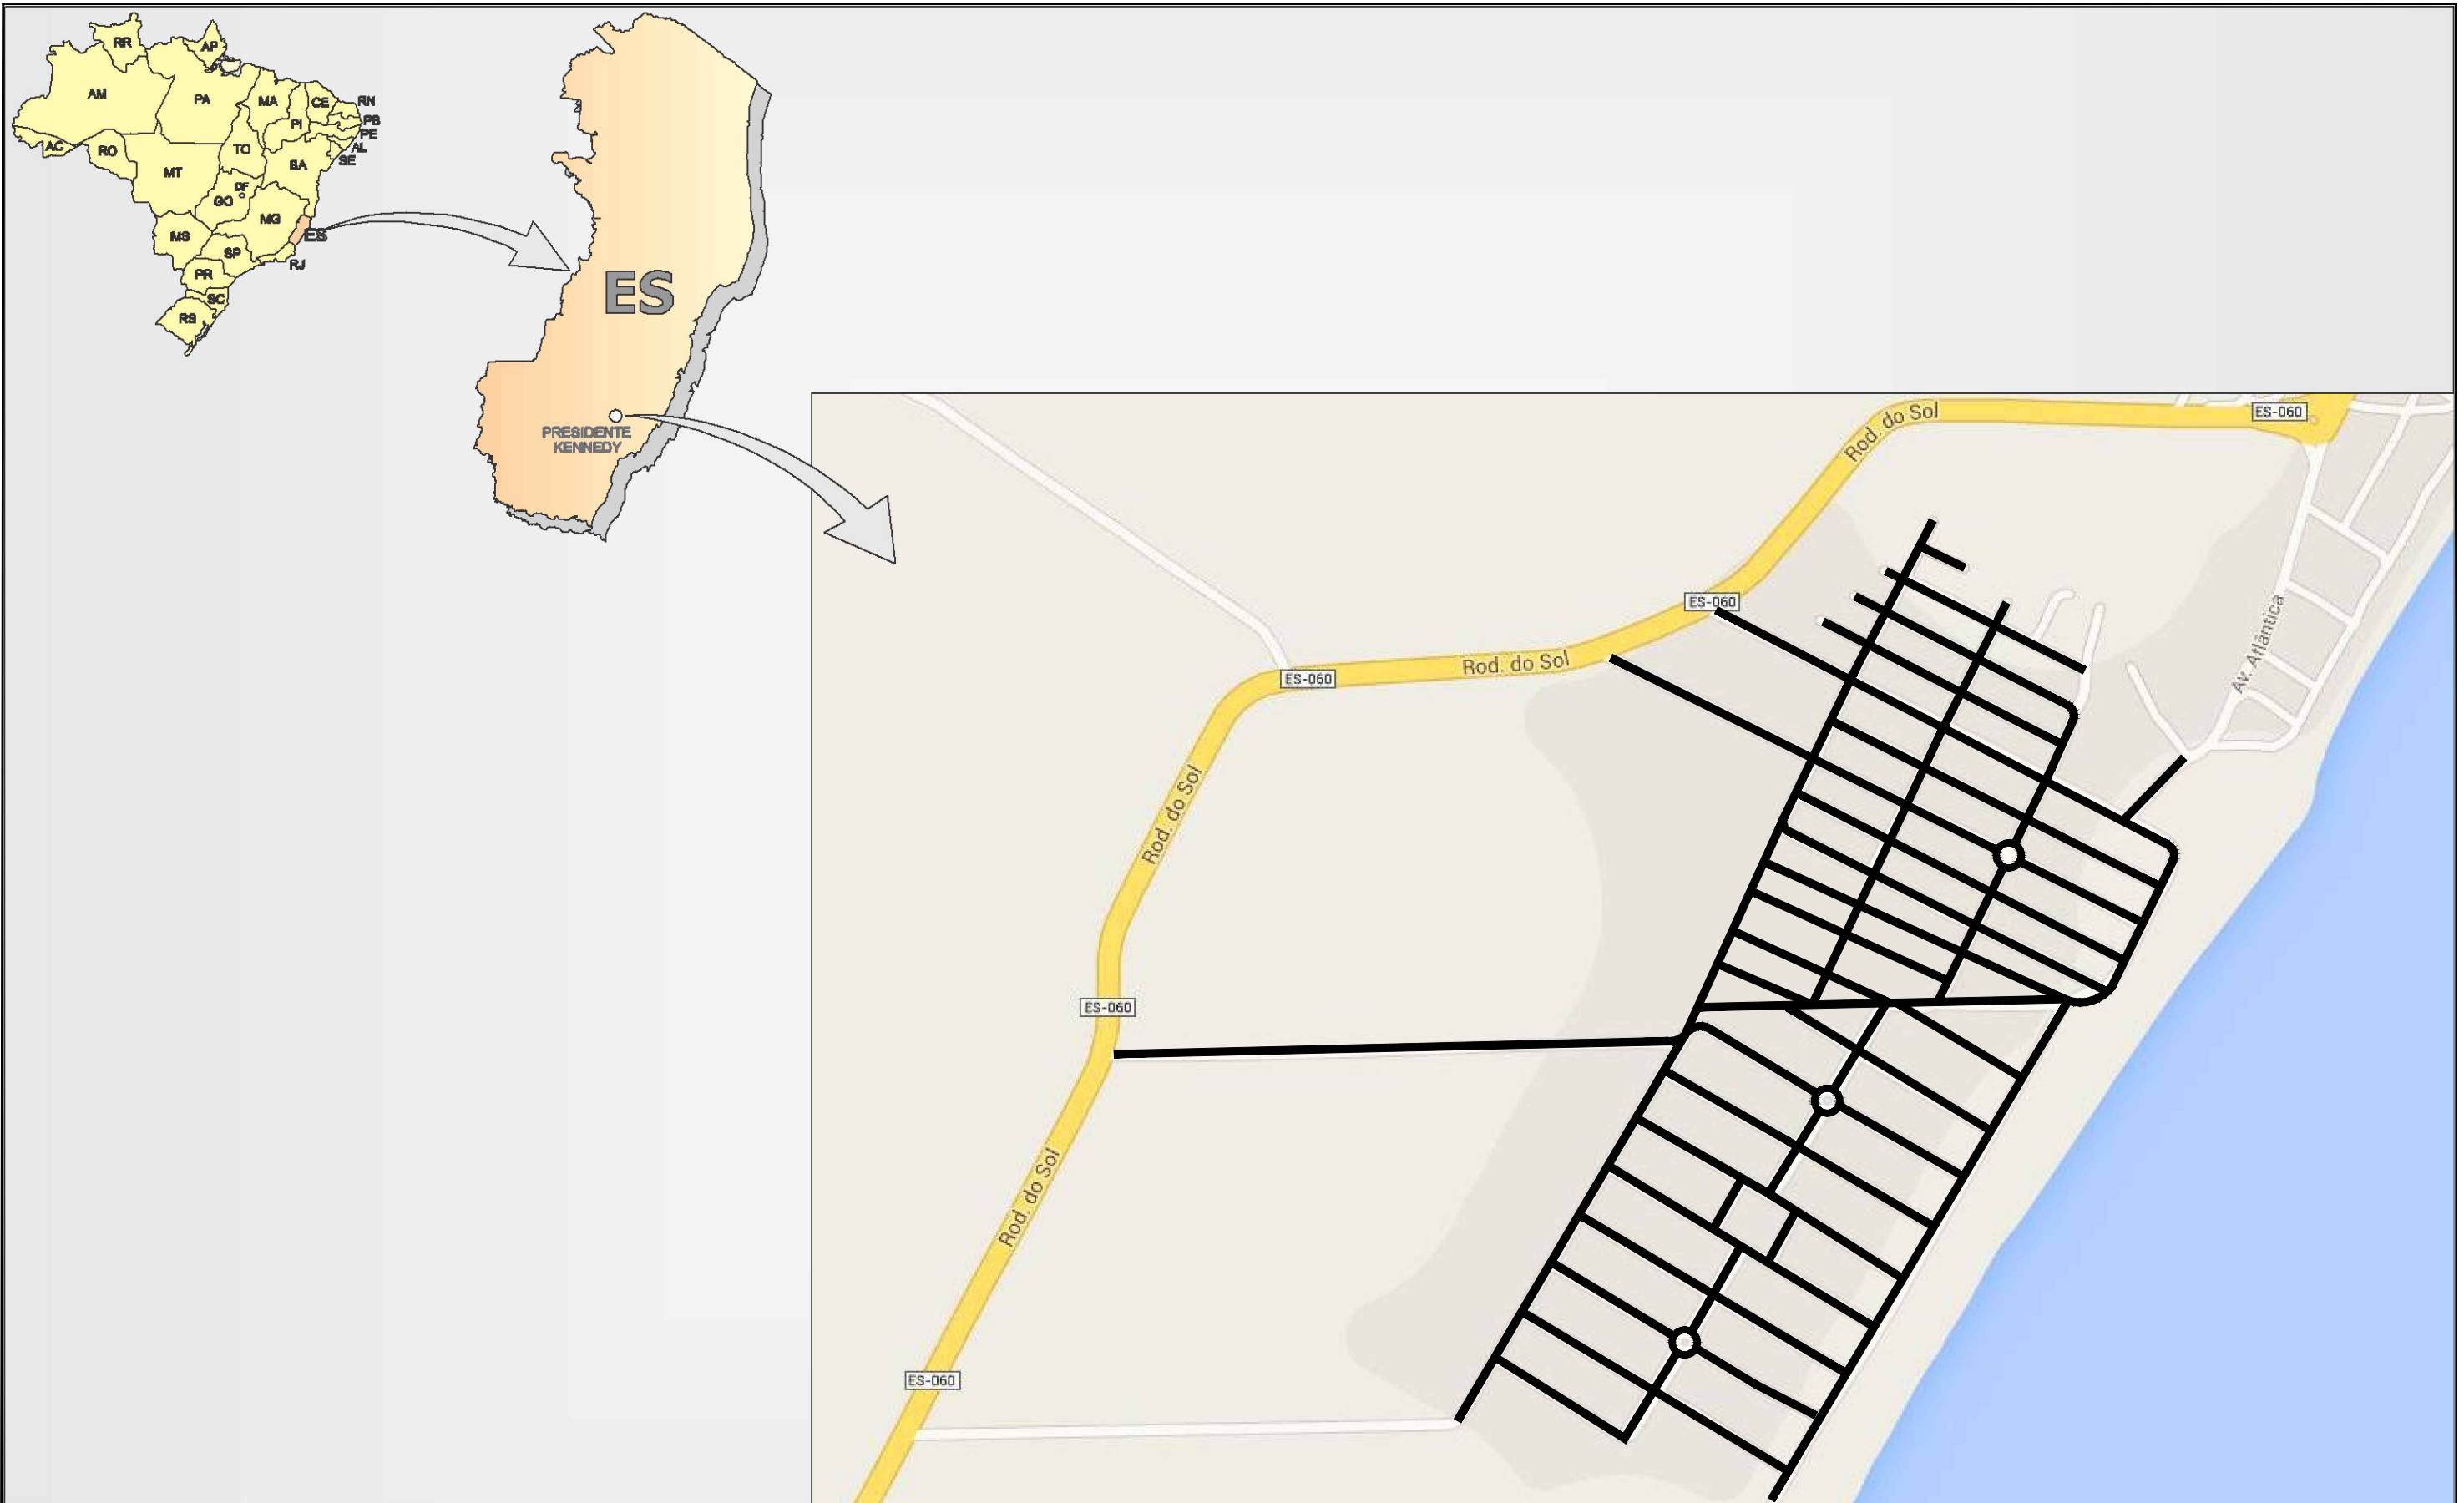 RR
AP
AM
PA
MA
CE
RN
PI
PB
PE
AC
RO
TO
AL
SE
MT
BA
DF
GO
MG
MS
ES
SP
RJ
PR
SC
RS
ES
PRESIDENTE
KENNEDY
Rod. do Sol
ES-060
ES-060
Rod. do Sol
ES-060
Av. Atlântica
Rod. do Sol
ES-060
Rod. do Sol
ES-060